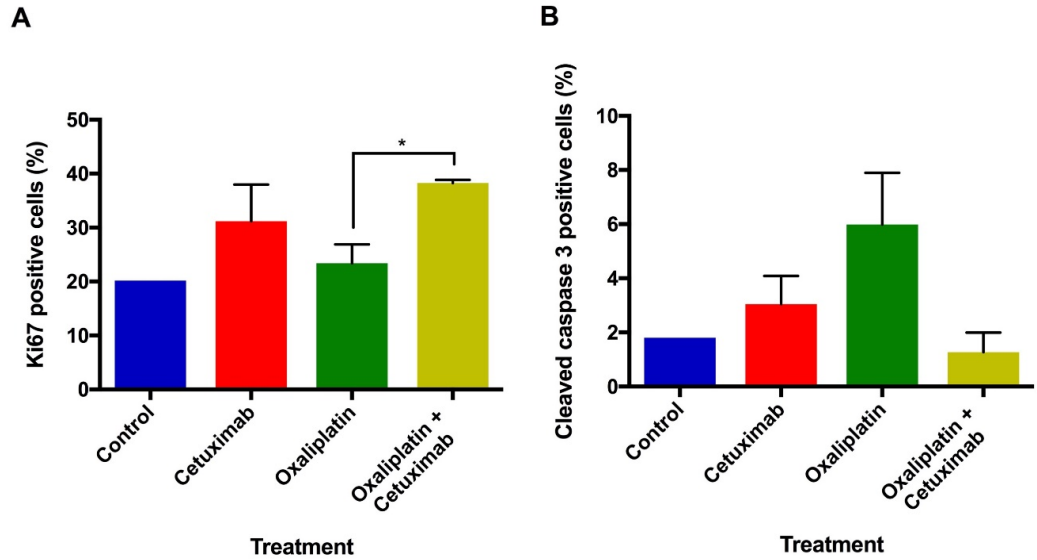 A
Ki67 positive cells (%)
50
40
30
20
10
0
*
Control
Cetuximab
Oxaliplatin
Oxaliplatin +
Cetuximab
Treatment
B
Cleaved caspase 3 positive cells (%)
10
8
6
4
2
0
Control
Cetuximab
Oxaliplatin
Oxaliplatin +
Cetuximab
Treatment